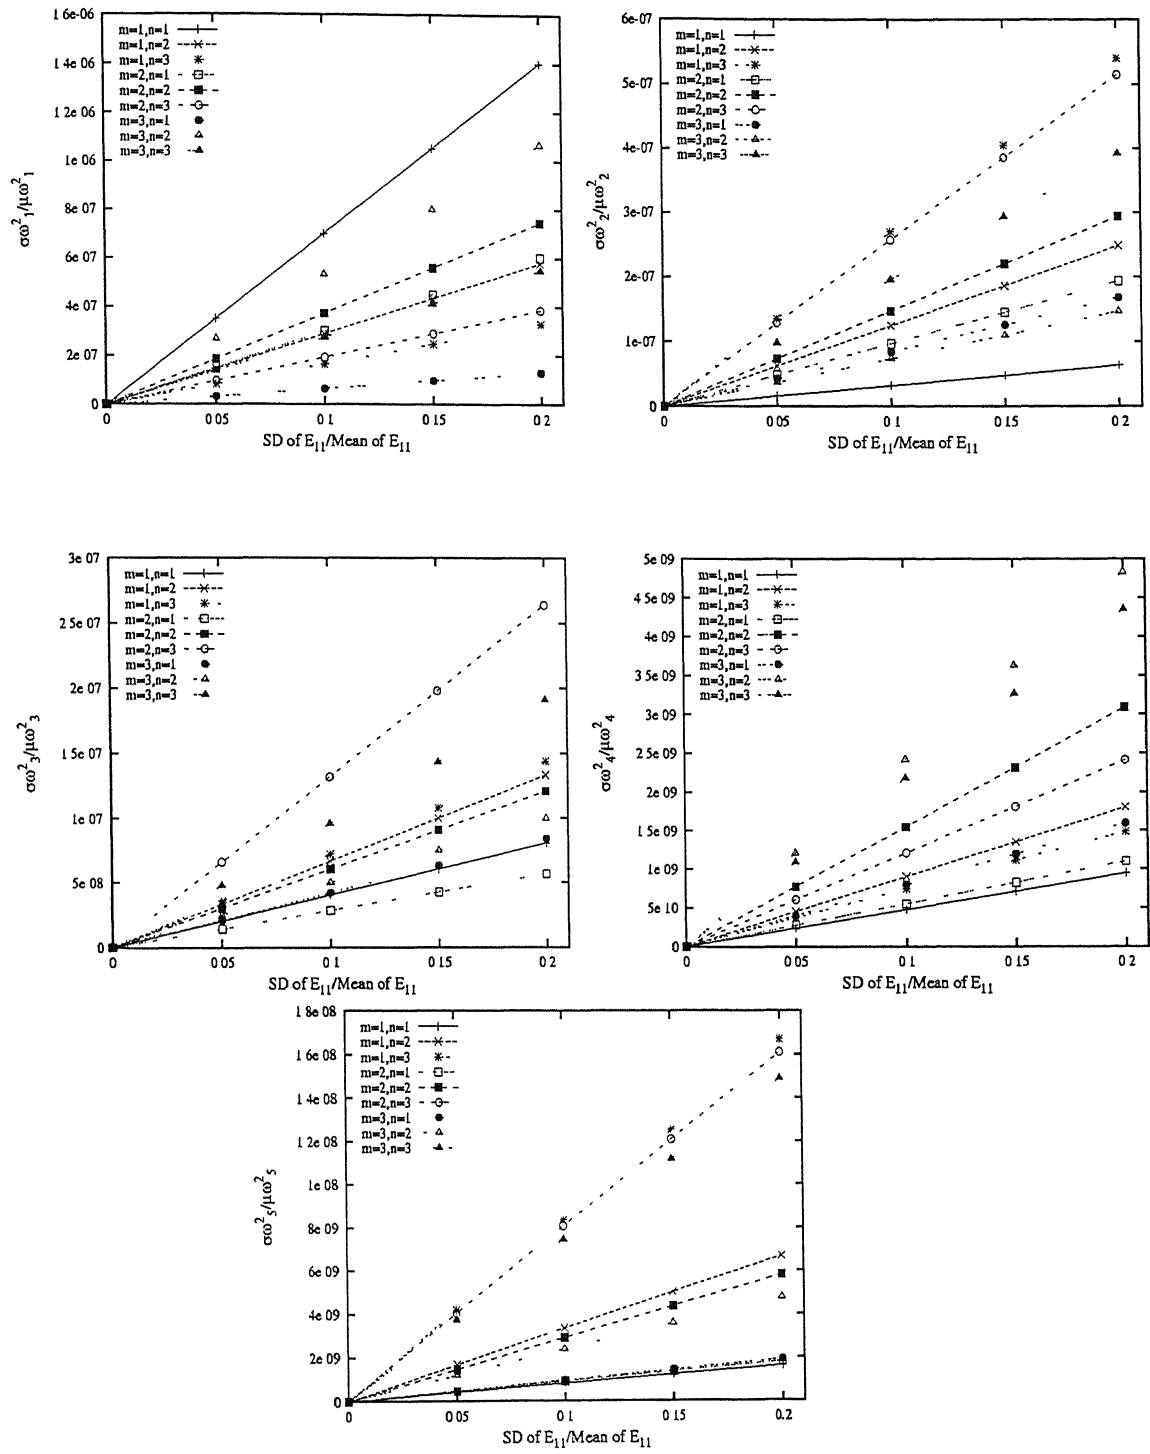 1 6e-06
1 4e 06
1 2e 06
1e 06
8e 07
6e 07
4e 07
2e 07
0
m=1,n=1
m=1,n=2
m=1,n=3
m=2,n=1
m=2,n=2
m=2,n=3
m=3,n=1
m=3,n=2
m=3,n=3
σω²₁/μω²₁
0 0 05 0 1 0 15 0 2
SD of E₁₁/Mean of E₁₁
6e-07
5e-07
4e-07
3e-07
2e-07
1e-07
0
m=1,n=1
m=1,n=2
m=1,n=3
m=2,n=1
m=2,n=2
m=2,n=3
m=3,n=1
m=3,n=2
m=3,n=3
σω²₂/μω²₂
0 0 05 0 1 0 15 0 2
SD of E₁₁/Mean of E₁₁
3e 07
2 5e 07
2e 07
1 5e 07
1e 07
5e 08
0
m=1,n=1
m=1,n=2
m=1,n=3
m=2,n=1
m=2,n=2
m=2,n=3
m=3,n=1
m=3,n=2
m=3,n=3
σω²₃/μω²₃
0 0 05 0 1 0 15 0 2
SD of E₁₁/Mean of E₁₁
5e 09
4 5e 09
4e 09
3 5e 09
3e 09
2 5e 09
2e 09
1 5e 09
1e 09
5e 10
0
m=1,n=1
m=1,n=2
m=1,n=3
m=2,n=1
m=2,n=2
m=2,n=3
m=3,n=1
m=3,n=2
m=3,n=3
σω²₄/μω²₄
0 0 05 0 1 0 15 0 2
SD of E₁₁/Mean of E₁₁
1 8e 08
1 6e 08
1 4e 08
1 2e 08
1e 08
8e 09
6e 09
4e 09
2e 09
0
m=1,n=1
m=1,n=2
m=1,n=3
m=2,n=1
m=2,n=2
m=2,n=3
m=3,n=1
m=3,n=2
m=3,n=3
σω²₅/μω²₅
0 0 05 0 1 0 15 0 2
SD of E₁₁/Mean of E₁₁